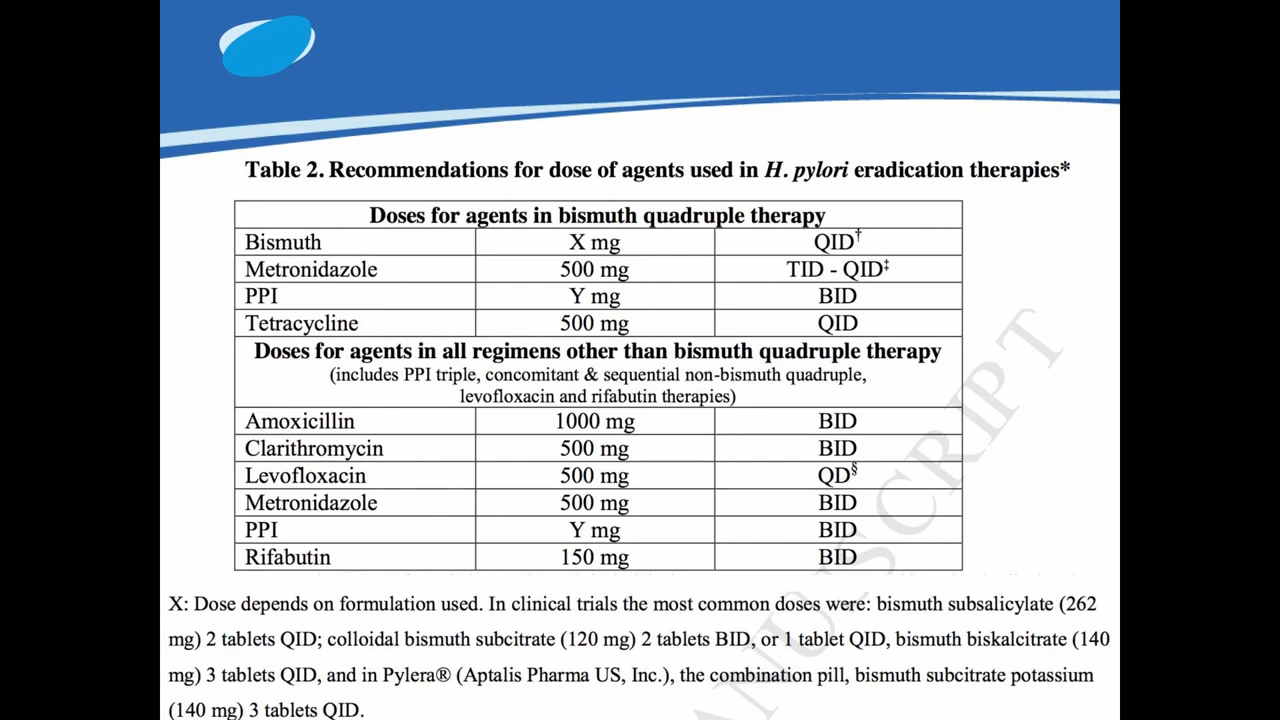 Table 2. Recommendations for dose of agents used in H. pylori eradication therapies*
Doses for agents in bismuth quadruple therapy
Bismuth X mg QID†
Metronidazole 500 mg TID - QID‡
PPI Y mg BID
Tetracycline 500 mg QID
Doses for agents in all regimens other than bismuth quadruple therapy
(includes PPI triple, concomitant & sequential non-bismuth quadruple,
levofloxacin and rifabutin therapies)
Amoxicillin 1000 mg BID
Clarithromycin 500 mg BID
Levofloxacin 500 mg QD§
Metronidazole 500 mg BID
PPI Y mg BID
Rifabutin 150 mg BID
X: Dose depends on formulation used. In clinical trials the most common doses were: bismuth subsalicylate (262
mg) 2 tablets QID; colloidal bismuth subcitrate (120 mg) 2 tablets BID, or 1 tablet QID, bismuth biskalcitrate (140
mg) 3 tablets QID, and in Pylera® (Aptalis Pharma US, Inc.), the combination pill, bismuth subcitrate potassium
(140 mg) 3 tablets QID.
ANUSCRIPT